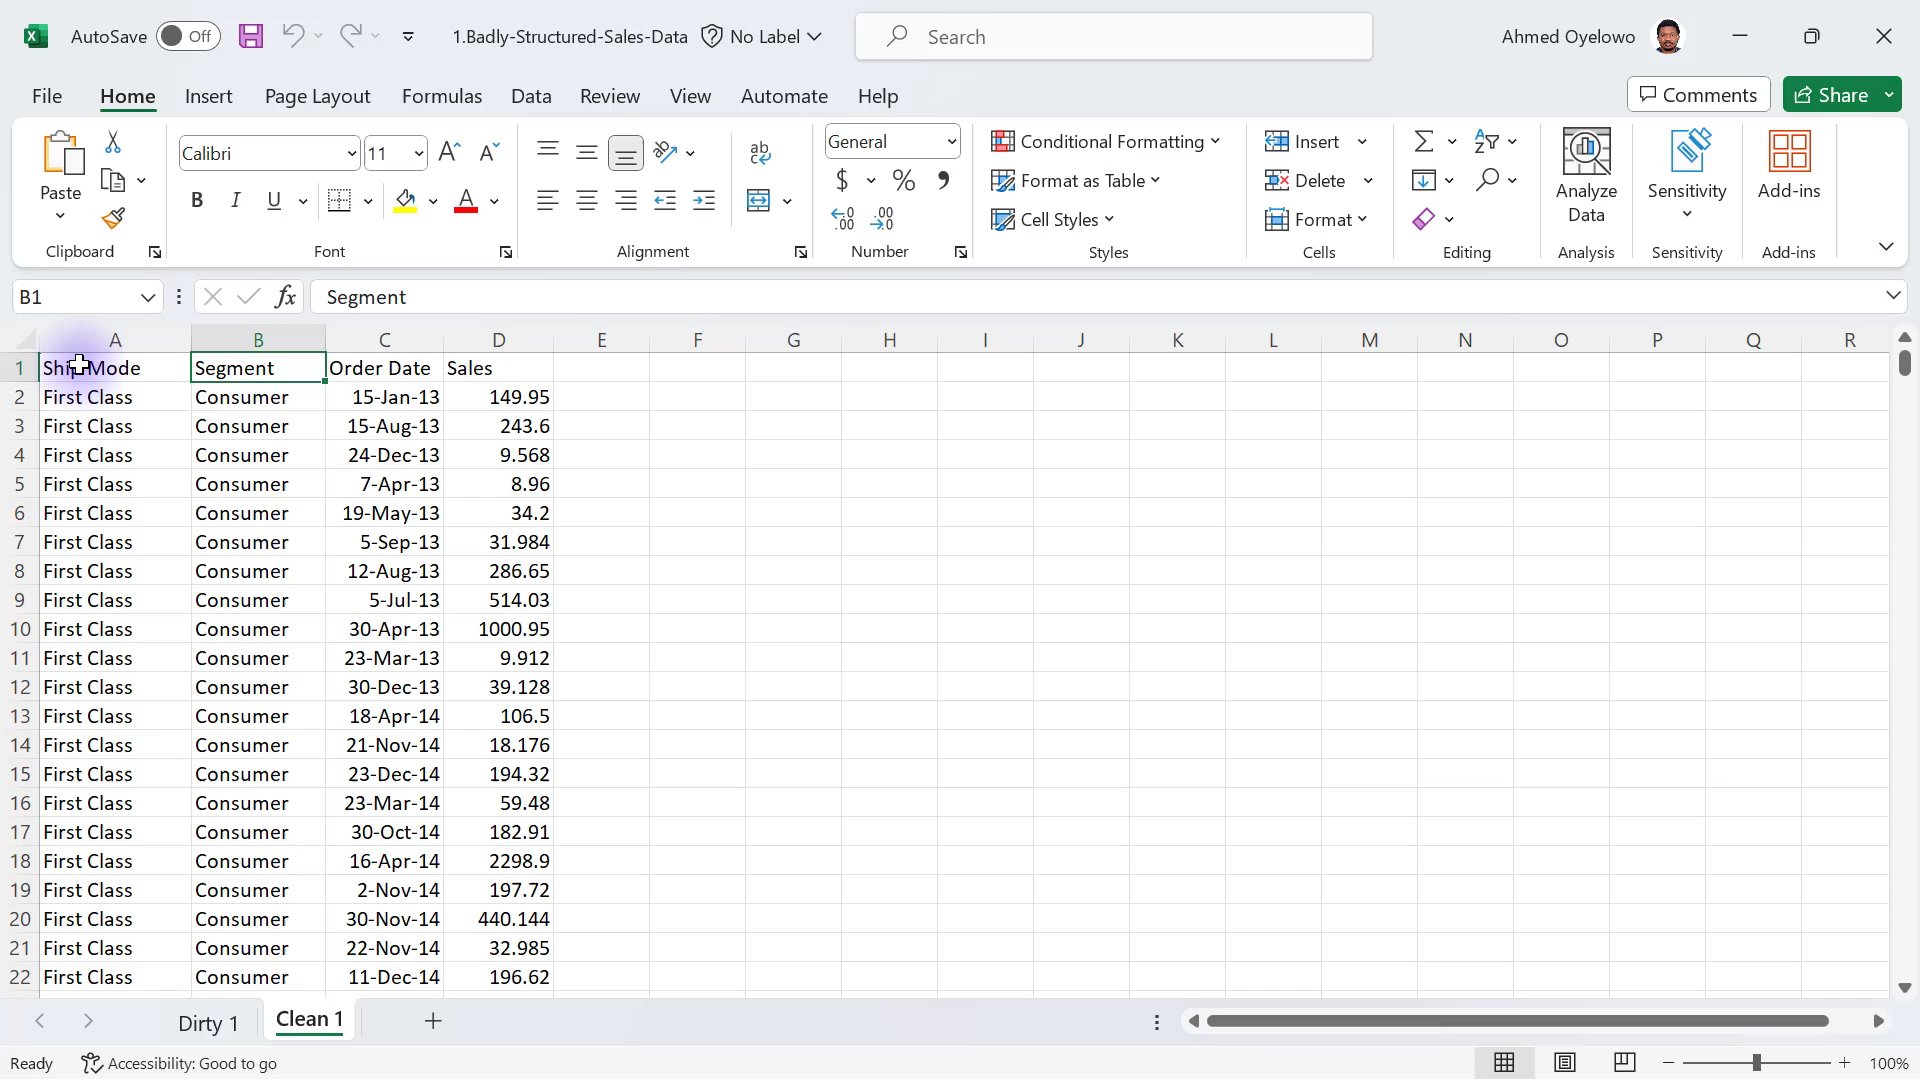 AutoSave Off 1.Badly-Structured-Sales-Data No Label Search Ahmed Oyelowo
File Home Insert Page Layout Formulas Data Review View Automate Help Comments Share
Paste
Clipboard
Calibri 11
B I U A
Font
ab
Alignment
General
$ % ,
Number
Conditional Formatting
Format as Table
Cell Styles
Styles
Insert
Delete
Format
Cells
Editing
Analyze
Data
Analysis
Sensitivity
Sensitivity
Add-ins
Add-ins
B1 fx Segment
A B C D E F G H I J K L M N O P Q R
1 Ship Mode Segment Order Date Sales
2 First Class Consumer 15-Jan-13 149.95
3 First Class Consumer 15-Aug-13 243.6
4 First Class Consumer 24-Dec-13 9.568
5 First Class Consumer 7-Apr-13 8.96
6 First Class Consumer 19-May-13 34.2
7 First Class Consumer 5-Sep-13 31.984
8 First Class Consumer 12-Aug-13 286.65
9 First Class Consumer 5-Jul-13 514.03
10 First Class Consumer 30-Apr-13 1000.95
11 First Class Consumer 23-Mar-13 9.912
12 First Class Consumer 30-Dec-13 39.128
13 First Class Consumer 18-Apr-14 106.5
14 First Class Consumer 21-Nov-14 18.176
15 First Class Consumer 23-Dec-14 194.32
16 First Class Consumer 23-Mar-14 59.48
17 First Class Consumer 30-Oct-14 182.91
18 First Class Consumer 16-Apr-14 2298.9
19 First Class Consumer 2-Nov-14 197.72
20 First Class Consumer 30-Nov-14 440.144
21 First Class Consumer 22-Nov-14 32.985
22 First Class Consumer 11-Dec-14 196.62
Dirty 1 Clean 1
Ready Accessibility: Good to go 100%